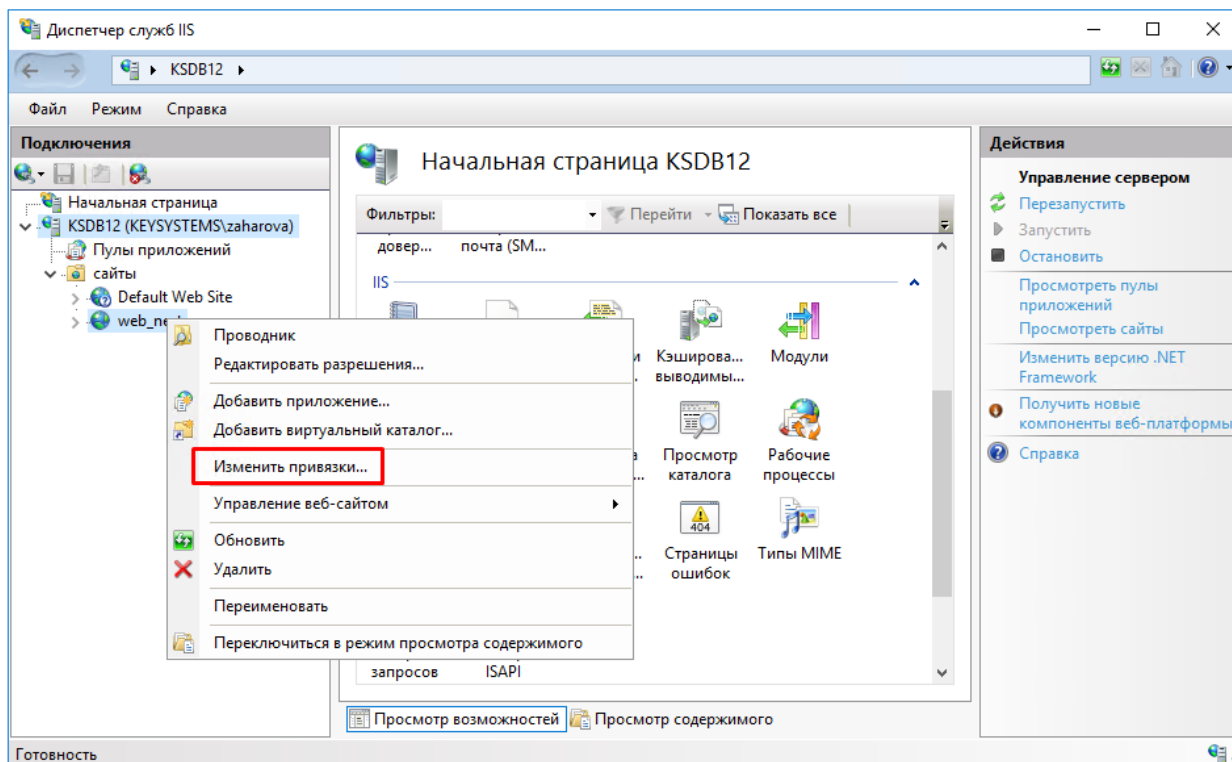 Диспетчер служб IIS
KSDB12
Файл Режим Справка
Подключения
Начальная страница
KSDB12 (KEYSYSTEMS\zaharova)
Пулы приложений
сайты
Default Web Site
web_ne
Проводник
Редактировать разрешения...
Добавить приложение...
Добавить виртуальный каталог...
Изменить привязки...
Управление веб-сайтом
Обновить
Удалить
Переименовать
Переключиться в режим просмотра содержимого
Начальная страница KSDB12
Фильтры: Перейти Показать все
довер... почта (SM...
IIS
Кэширова... Модули
выводимы...
Просмотр Рабочие
каталога процессы
404
Страницы Типы MIME
ошибок
запросов ISAPI
Просмотр возможностей Просмотр содержимого
Действия
Управление сервером
Перезапустить
Запустить
Остановить
Просмотреть пулы
приложений
Просмотреть сайты
Изменить версию .NET
Framework
Получить новые
компоненты веб-платформы
Справка
Готовность